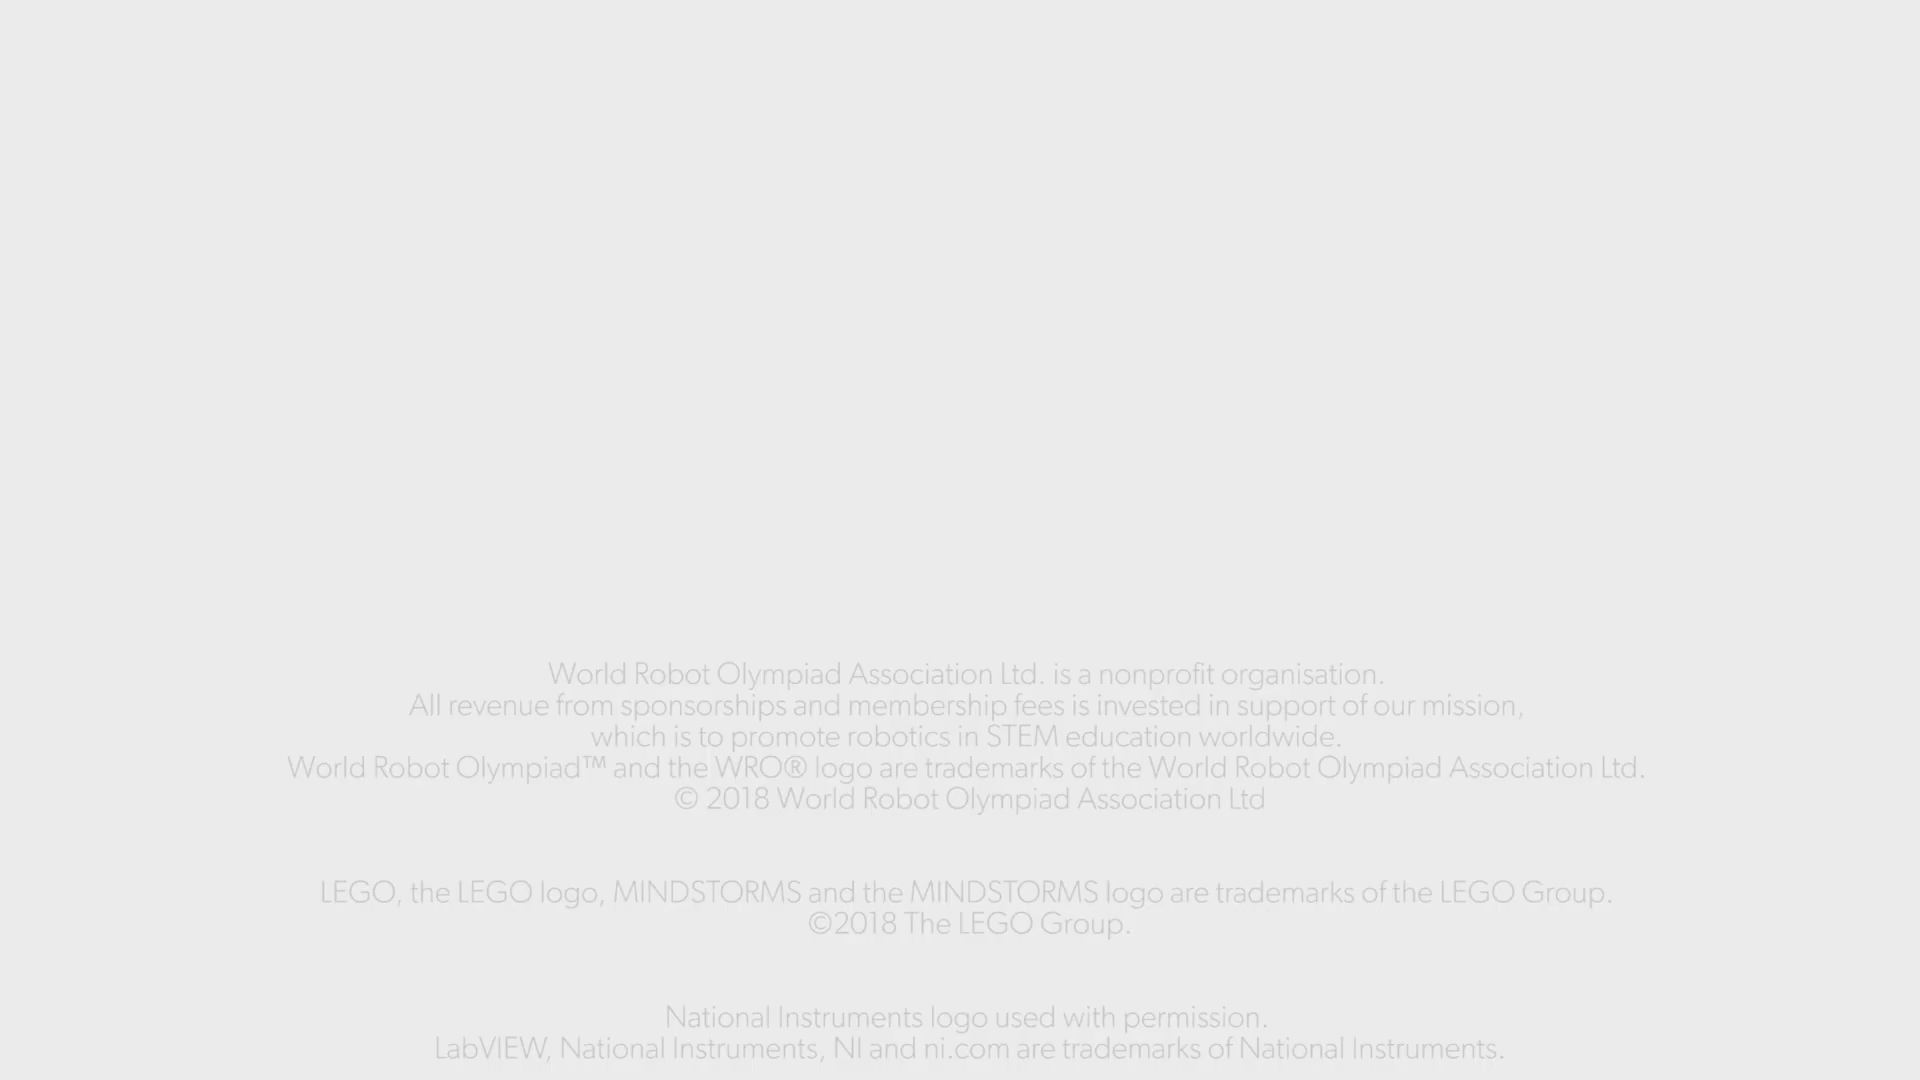 World Robot Olympiad Association Ltd. is a nonprofit organisation.
All revenue from sponsorships and membership fees is invested in support of our mission,
which is to promote robotics in STEM education worldwide.
World Robot Olympiad™ and the WRO® logo are trademarks of the World Robot Olympiad Association Ltd.
© 2018 World Robot Olympiad Association Ltd
LEGO, the LEGO logo, MINDSTORMS and the MINDSTORMS logo are trademarks of the LEGO Group.
©2018 The LEGO Group.
National Instruments logo used with permission.
LabVIEW, National Instruments, NI and ni.com are trademarks of National Instruments.